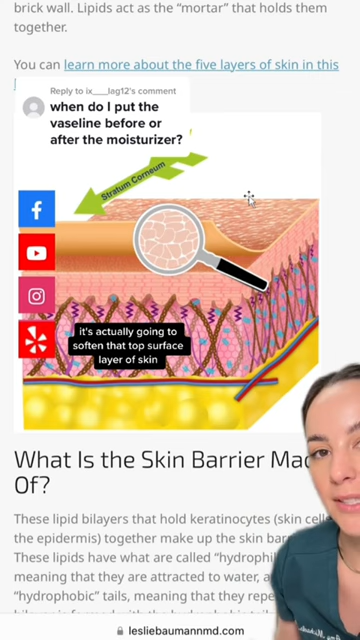 brick wall. Lipids act as the “mortar” that holds them
together.
You can learn more about the five layers of skin in this
Reply to ix___lag12's comment
when do I put the
vaseline before or
after the moisturizer?
Stratum Corneum
it's actually going to
soften that top surface
layer of skin
What Is the Skin Barrier Mad
Of?
These lipid bilayers that hold keratinocytes (skin cells
the epidermis) together make up the skin bar
These lipids have what are called “hydrophil
meaning that they are attracted to water, a
“hydrophobic” tails, meaning that they repe
lesliebaumannmd.com